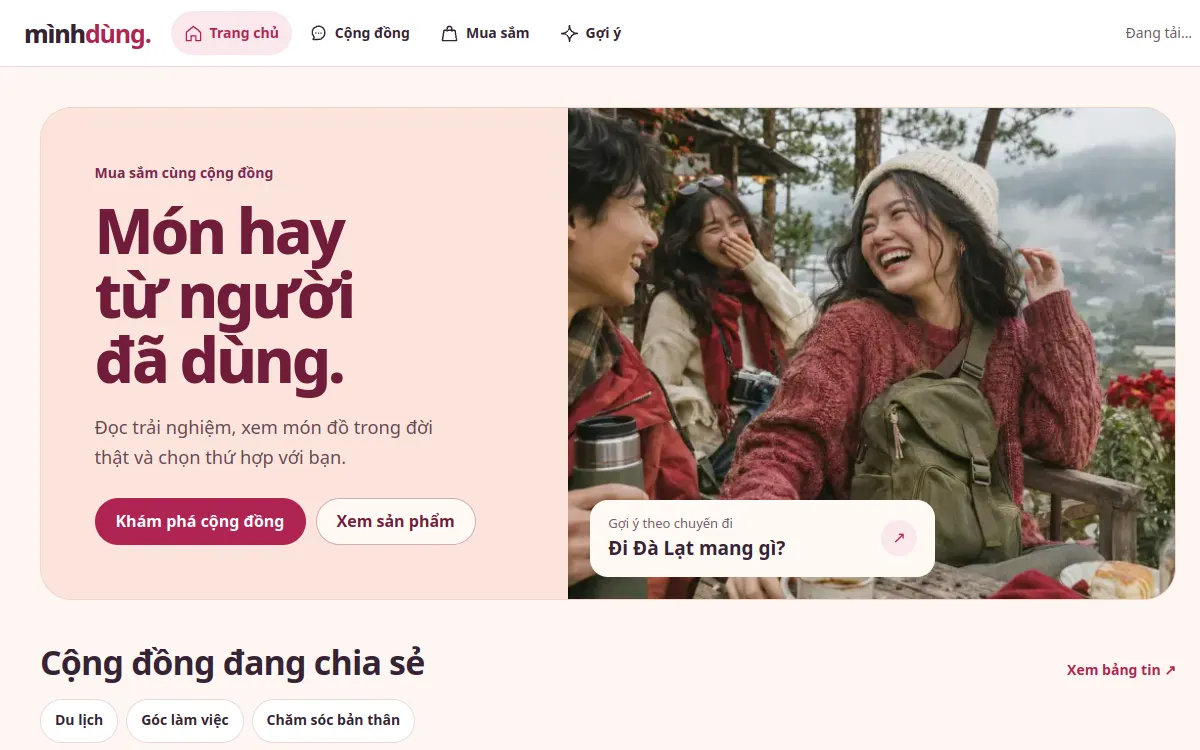 mìnhdùng.
Trang chủ
Cộng đồng
Mua sắm
Gợi ý
Đang tải...
Mua sắm cùng cộng đồng
Món hay
từ người
đã dùng.
Đọc trải nghiệm, xem món đồ trong đời
thật và chọn thứ hợp với bạn.
Khám phá cộng đồng
Xem sản phẩm
Gợi ý theo chuyến đi
Đi Đà Lạt mang gì?
Cộng đồng đang chia sẻ
Xem bảng tin ↗
Du lịch
Góc làm việc
Chăm sóc bản thân